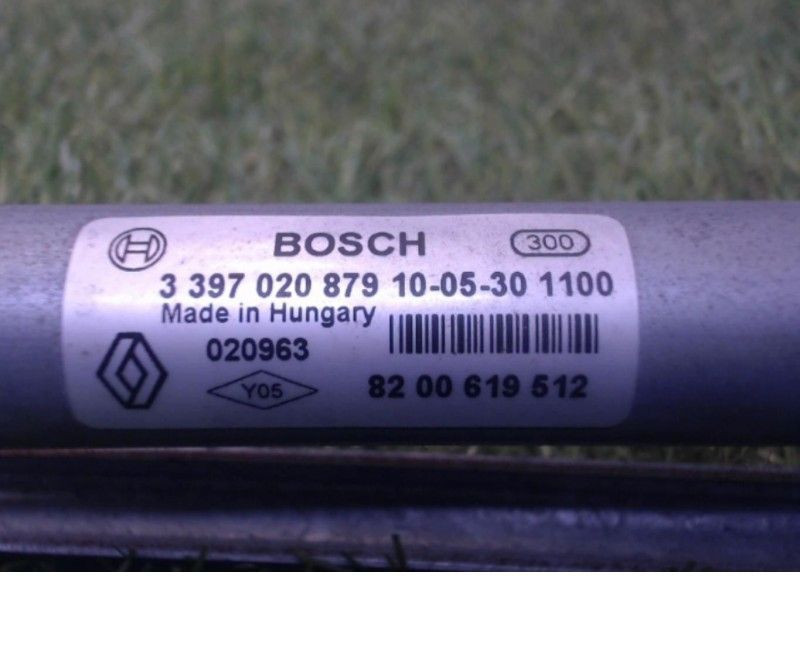 BOSCH 300
3 397 020 879 10-05-30 1100
Made in Hungary
020963
Y05 82 00 619 512